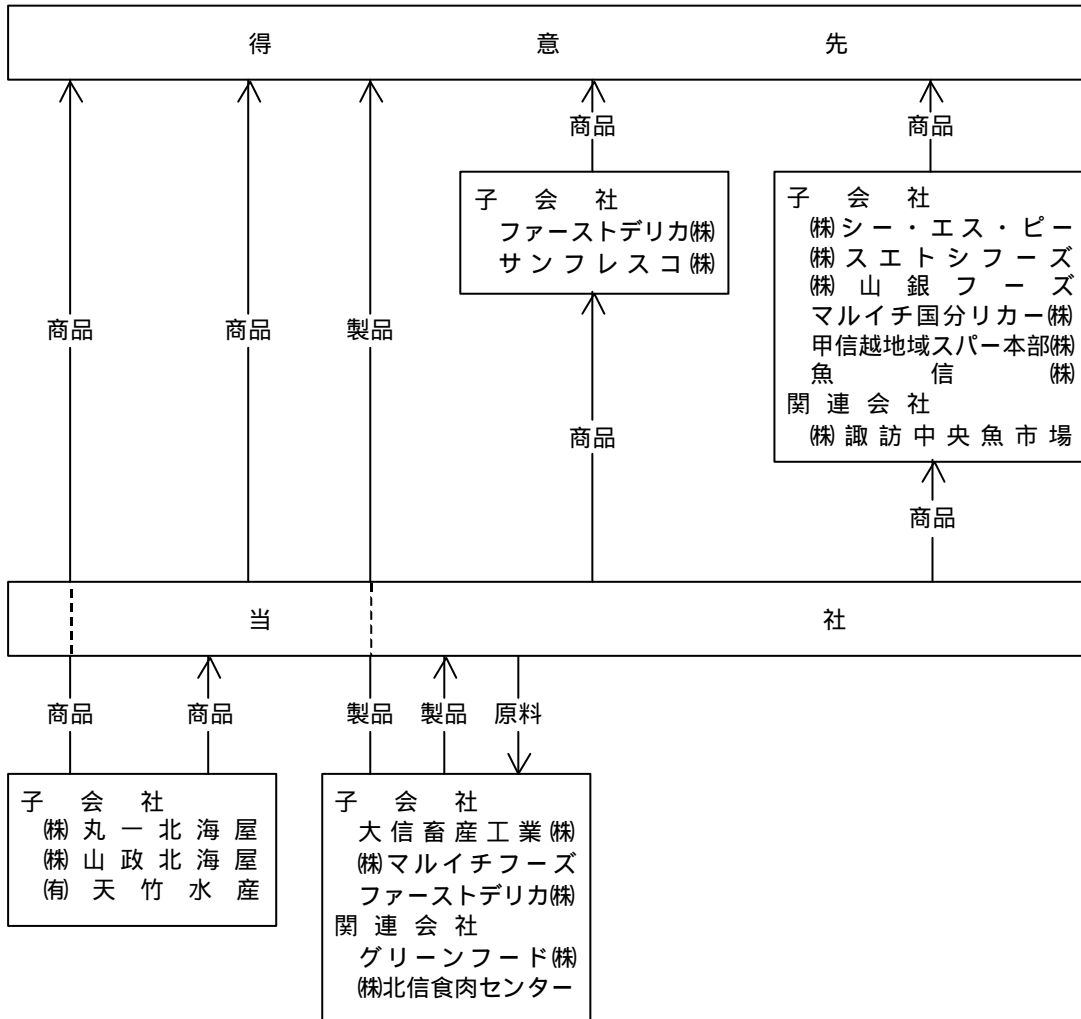 得意先
商品
商品
子会社
ファーストデリカ㈱
サンフレスコ㈱
子会社
㈱シー・エス・ピー
㈱スエトシフーズ
㈱山銀フーズ
マルイチ国分リカー㈱
甲信越地域スパー本部㈱
魚信㈱
関連会社
㈱諏訪中央魚市場
商品
商品
製品
商品
商品
当社
商品
商品
製品
製品
原料
子会社
㈱丸一北海屋
㈱山政北海屋
㈲天竹水産
子会社
大信畜産工業㈱
㈱マルイチフーズ
ファーストデリカ㈱
関連会社
グリーンフード㈱
㈱北信食肉センター